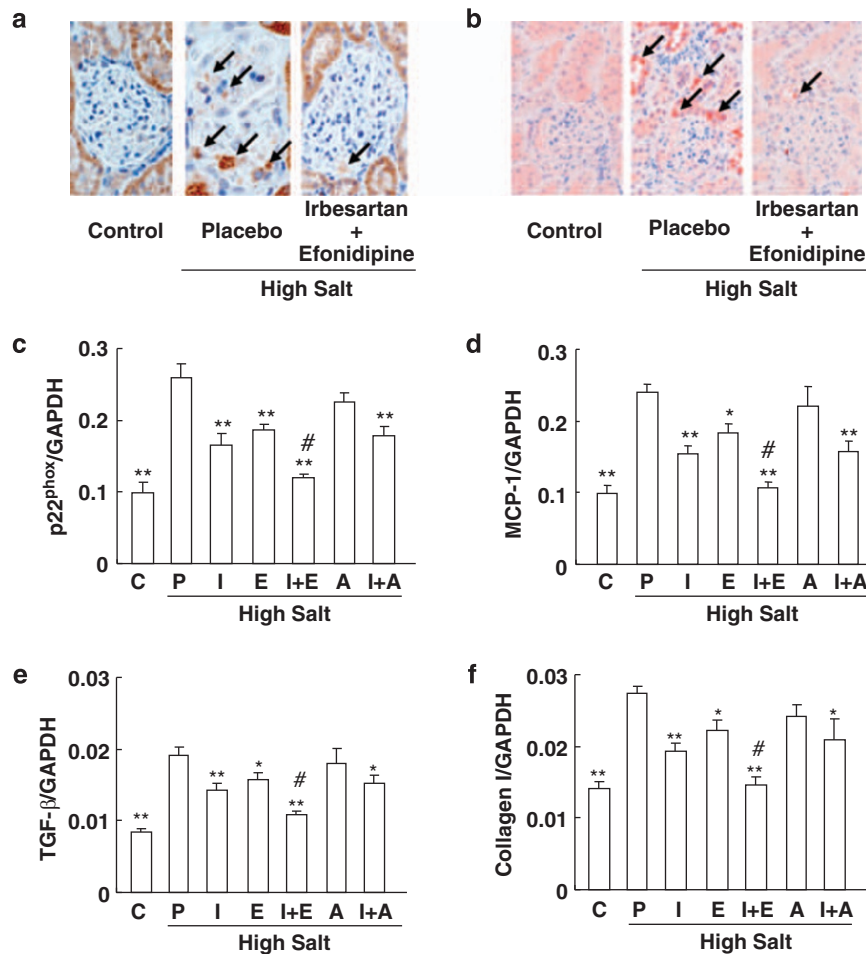 a
b
Control
Placebo
Irbesartan
+
Efonidipine
High Salt
Control
Placebo
Irbesartan
+
Efonidipine
High Salt
c
p22phox/GAPDH
0.3
0.2
0.1
0
**
**
**
#
**
**
C P I E I+E A I+A
High Salt
d
MCP-1/GAPDH
0.3
0.2
0.1
0
**
**
*
#
**
**
C P I E I+E A I+A
High Salt
e
TGF-β/GAPDH
0.03
0.02
0.01
0
**
**
*
#
**
*
C P I E I+E A I+A
High Salt
f
Collagen I/GAPDH
0.03
0.02
0.01
0
**
**
*
#
**
*
C P I E I+E A I+A
High Salt